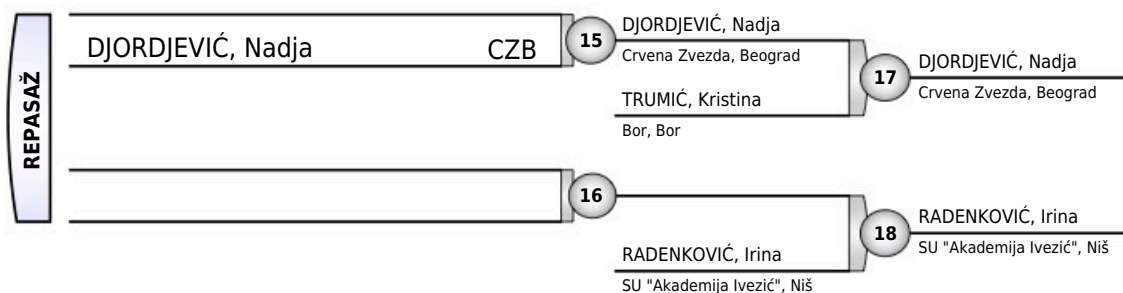 REPASAŽ
DJORDJEVIĆ, Nadja CZB
15
DJORDJEVIĆ, Nadja
Crvena Zvezda, Beograd
TRUMIĆ, Kristina
Bor, Bor
17
DJORDJEVIĆ, Nadja
Crvena Zvezda, Beograd
16
RADENKOVIĆ, Irina
SU "Akademija Ivezić", Niš
18
RADENKOVIĆ, Irina
SU "Akademija Ivezić", Niš